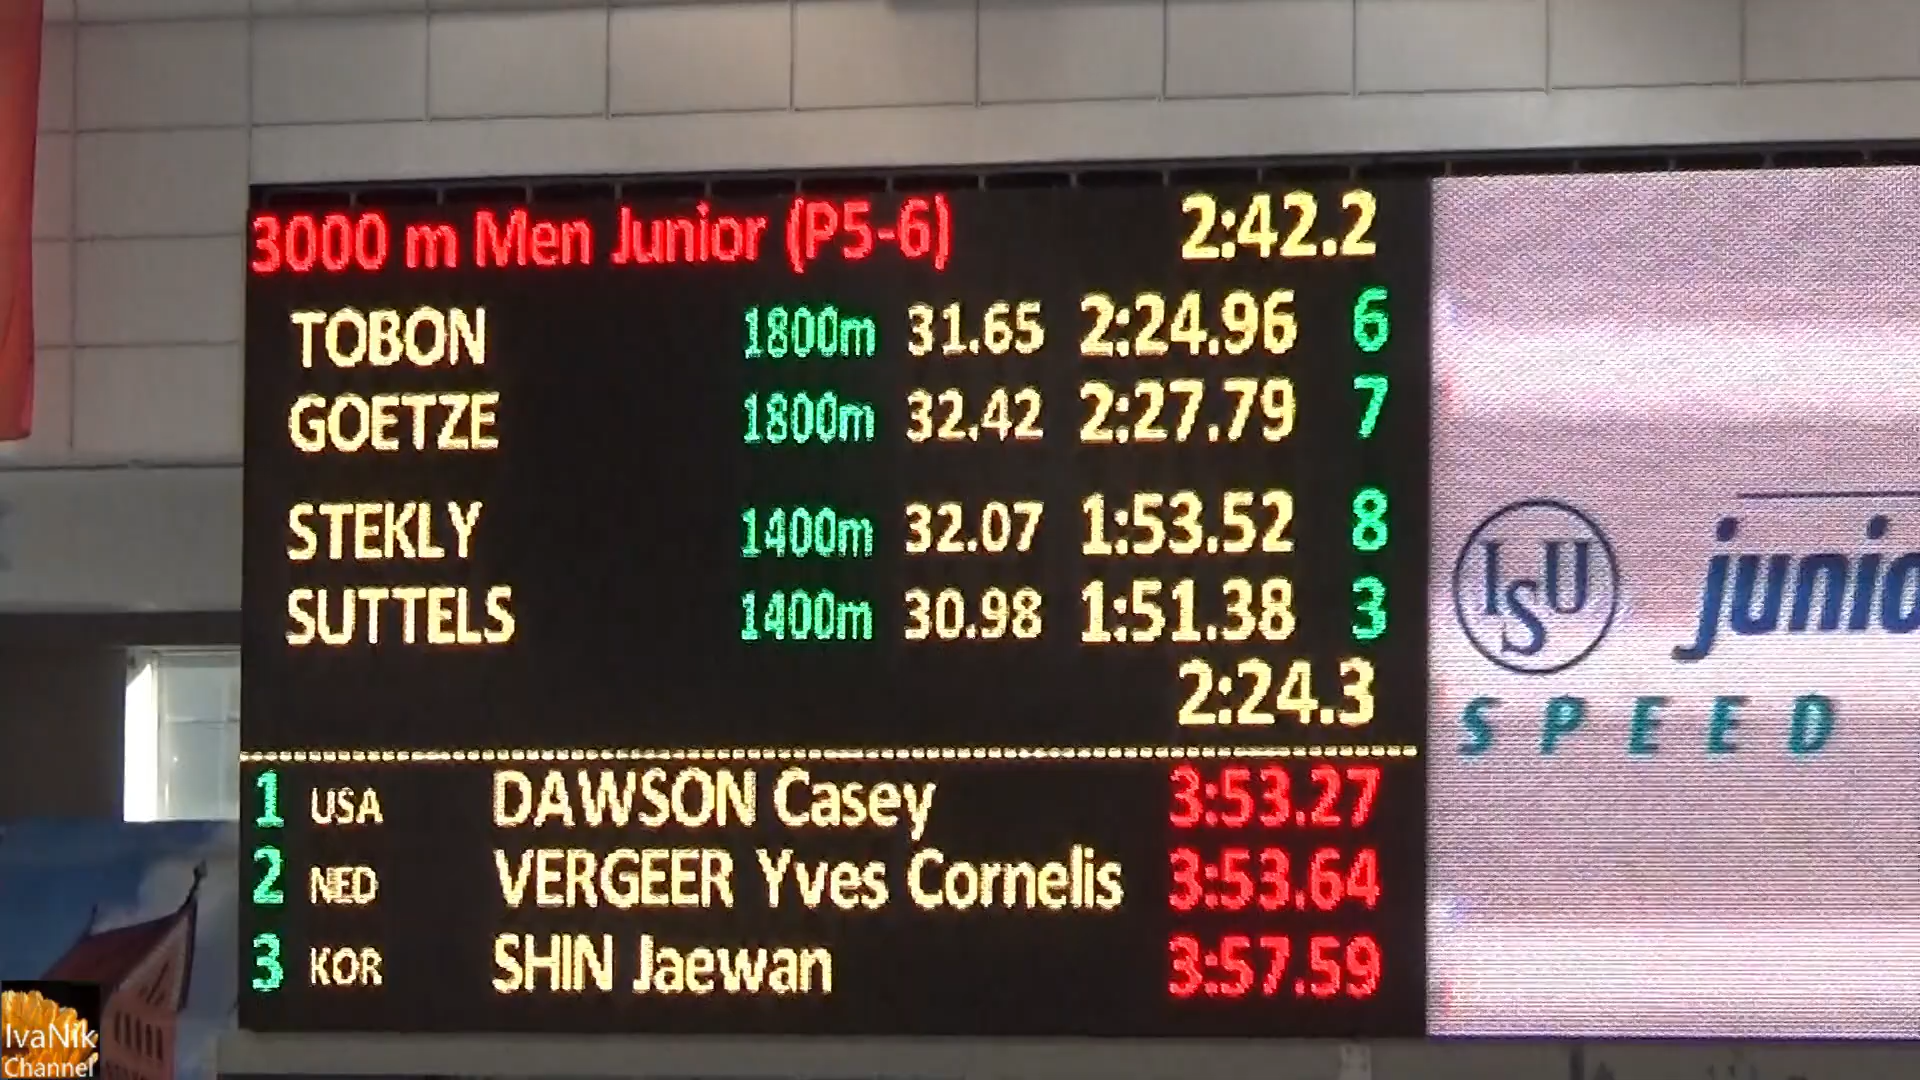 3000 m Men Junior (P5-6) 2:42.2
TOBON 1800m 31.65 2:24.96 6
GOETZE 1800m 32.42 2:27.79 7
STEKLY 1400m 32.07 1:53.52 8
SUTTELS 1400m 30.98 1:51.38 3
2:24.3
1 USA DAWSON Casey 3:53.27
2 NED VERGEER Yves Cornelis 3:53.64
3 KOR SHIN Jaewan 3:57.59
ISU
junio
SPEED
IvaNik
Channel